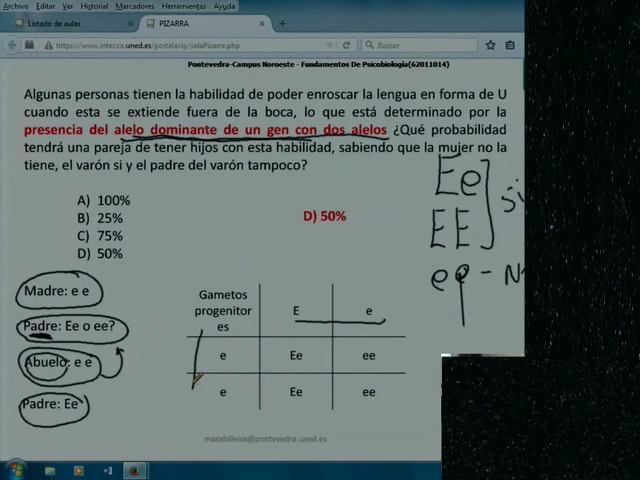 Archivo Editar Ver Historial Marcadores Herramientas Ayuda
Listado de aulas
PIZARRA
https://www.intecca.uned.es/portalavip/salaPizarra.php
Buscar
Pontevedra-Campus Noroeste - Fundamentos De Psicobiología(62011014)
Algunas personas tienen la habilidad de poder enroscar la lengua en forma de U
cuando esta se extiende fuera de la boca, lo que está determinado por la
presencia del alelo dominante de un gen con dos alelos ¿Qué probabilidad
tendrá una pareja de tener hijos con esta habilidad, sabiendo que la mujer no la
tiene, el varón si y el padre del varón tampoco?
A) 100%
B) 25%
C) 75%
D) 50%
D) 50%
Ee
EE
si
ee -
Madre: e e
Padre: Ee o ee?
Abuelo: e e
Padre: Ee
Gametos
progenitor
es
E
e
e
Ee
ee
e
Ee
ee
marabilleira@pontevedra.uned.es